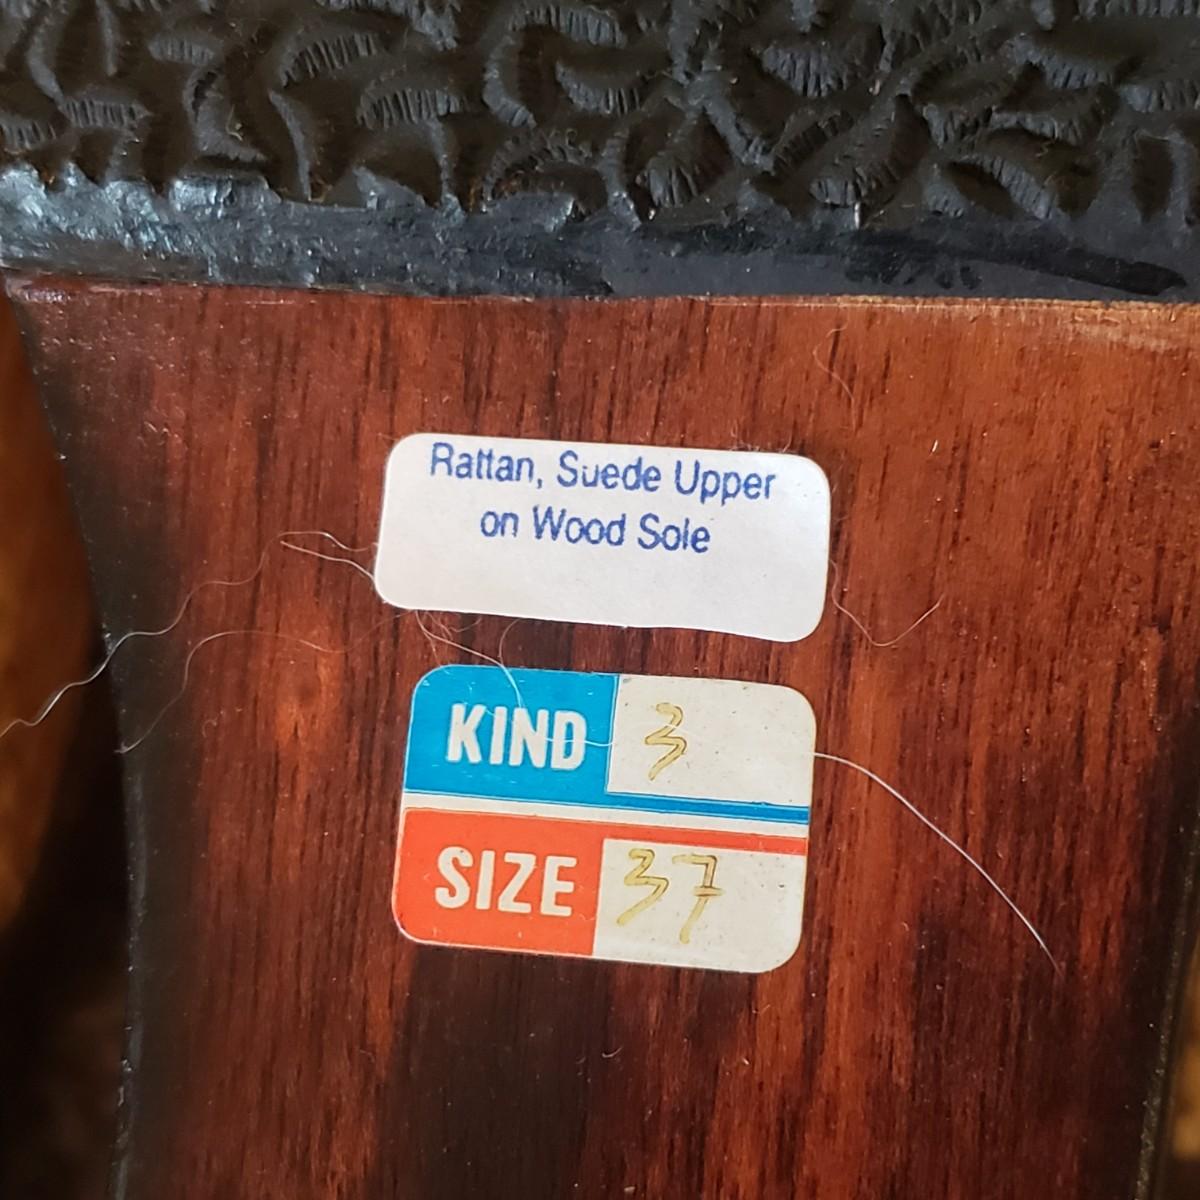 Rattan, Suede Upper
on Wood Sole
KIND 3
SIZE 37